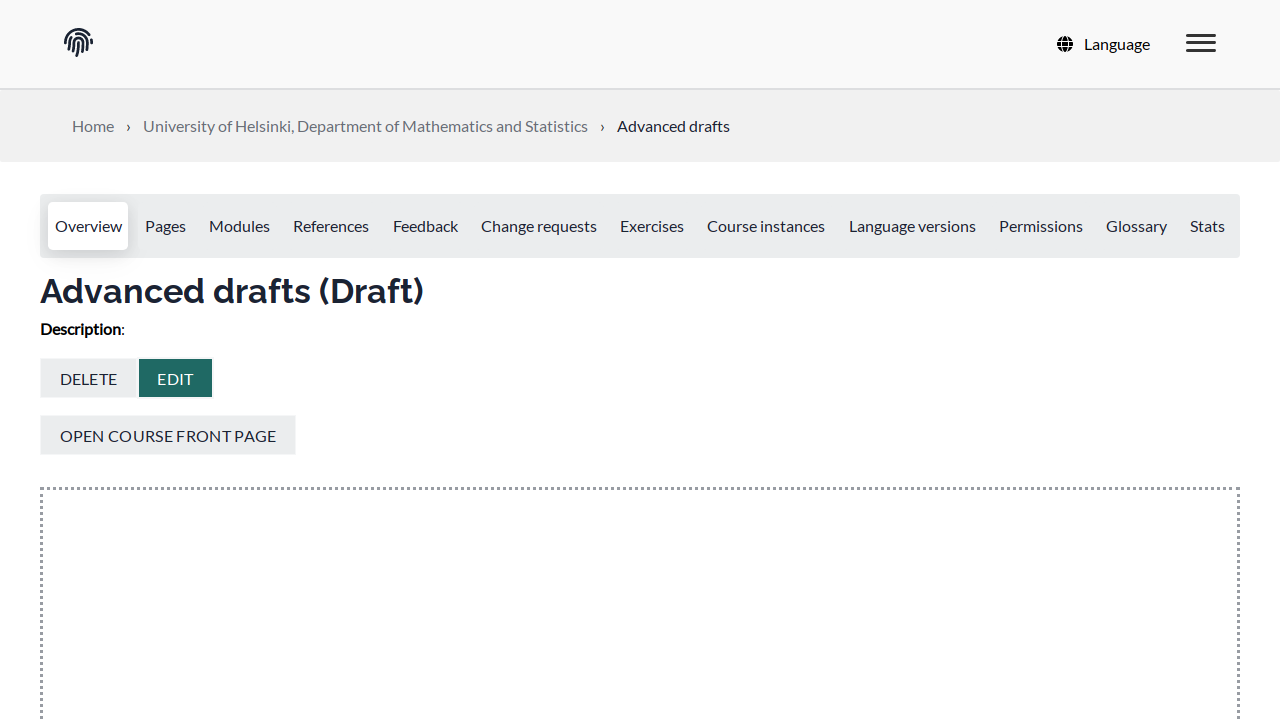 Language
Home › University of Helsinki, Department of Mathematics and Statistics › Advanced drafts
Overview Pages Modules References Feedback Change requests Exercises Course instances Language versions Permissions Glossary Stats
Advanced drafts (Draft)
Description:
DELETE EDIT
OPEN COURSE FRONT PAGE